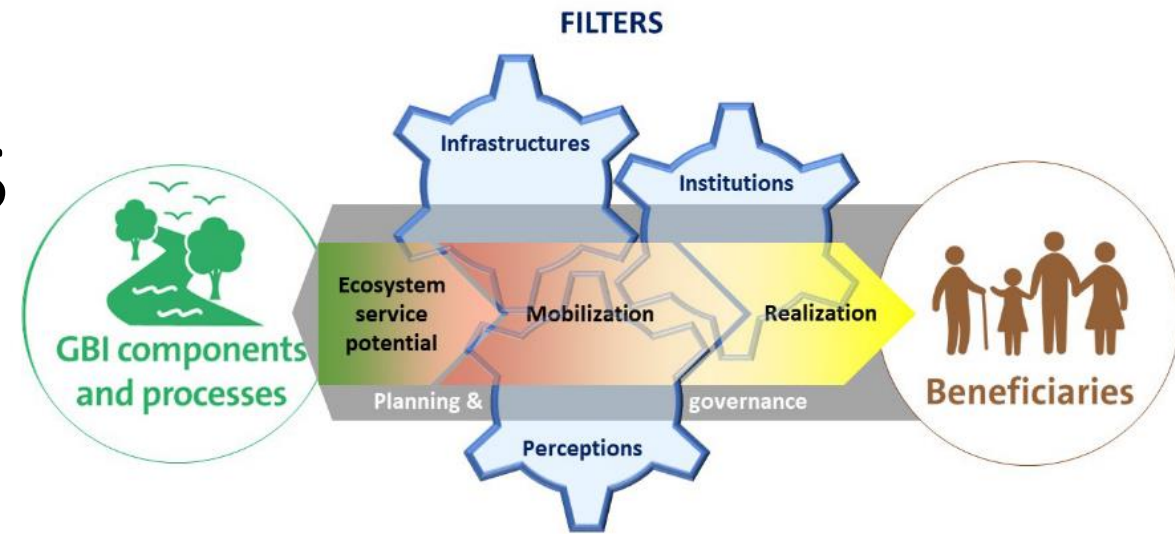 FILTERS
Infrastructures
Institutions
Ecosystem
service
potential
Mobilization
Realization
GBI components
and processes
Planning &
governance
Beneficiaries
Perceptions